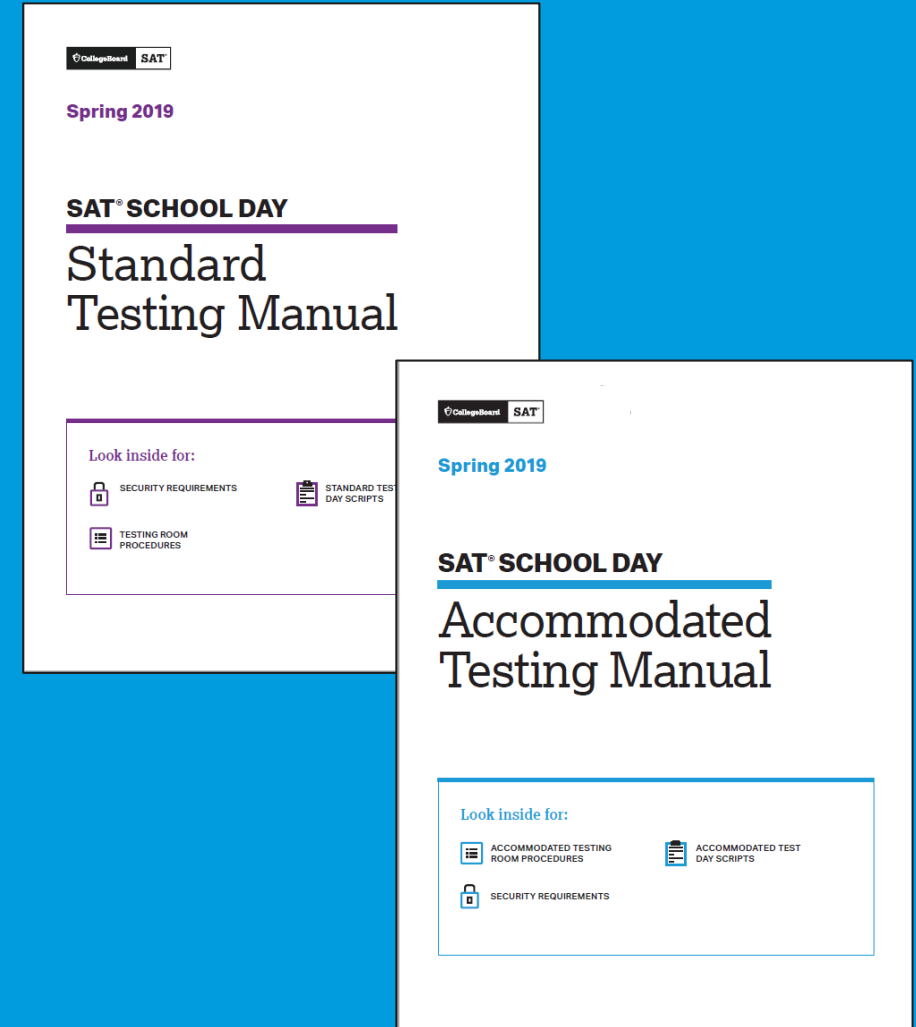 CollegeBoard SAT®
Spring 2019
SAT® SCHOOL DAY
Standard
Testing Manual
Look inside for:
SECURITY REQUIREMENTS
STANDARD TES
DAY SCRIPTS
TESTING ROOM
PROCEDURES
CollegeBoard SAT®
Spring 2019
SAT® SCHOOL DAY
Accommodated
Testing Manual
Look inside for:
ACCOMMODATED TESTING
ROOM PROCEDURES
ACCOMMODATED TEST
DAY SCRIPTS
SECURITY REQUIREMENTS